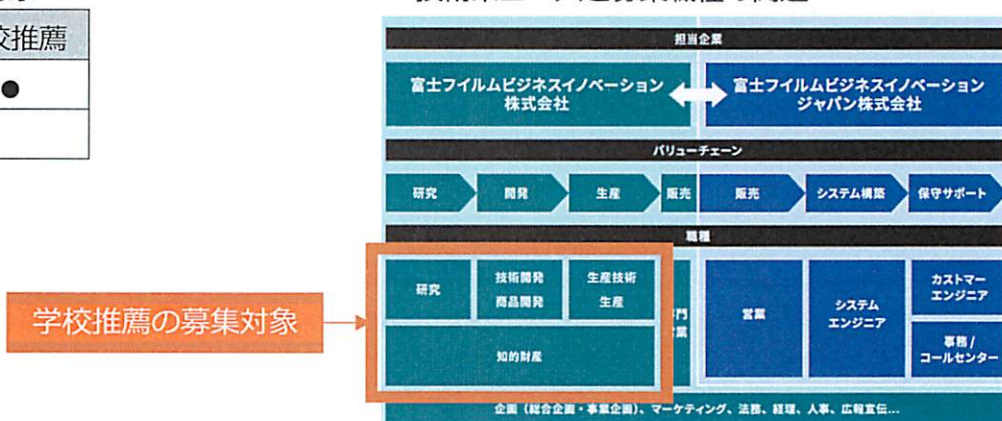 校推薦
●
担当企業
富士フイルムビジネスイノベーション
株式会社
富士フイルムビジネスイノベーション
ジャパン株式会社
バリューチェーン
研究
開発
生産
販売
販売
システム構築
保守サポート
職種
研究
技術開発
商品開発
生産技術
生産
知的財産
営業
システム
エンジニア
カストマー
エンジニア
事務/
コールセンター
学校推薦の募集対象
企画（総合企画・事業企画）、マーケティング、法務、経理、人事、広報宣伝...